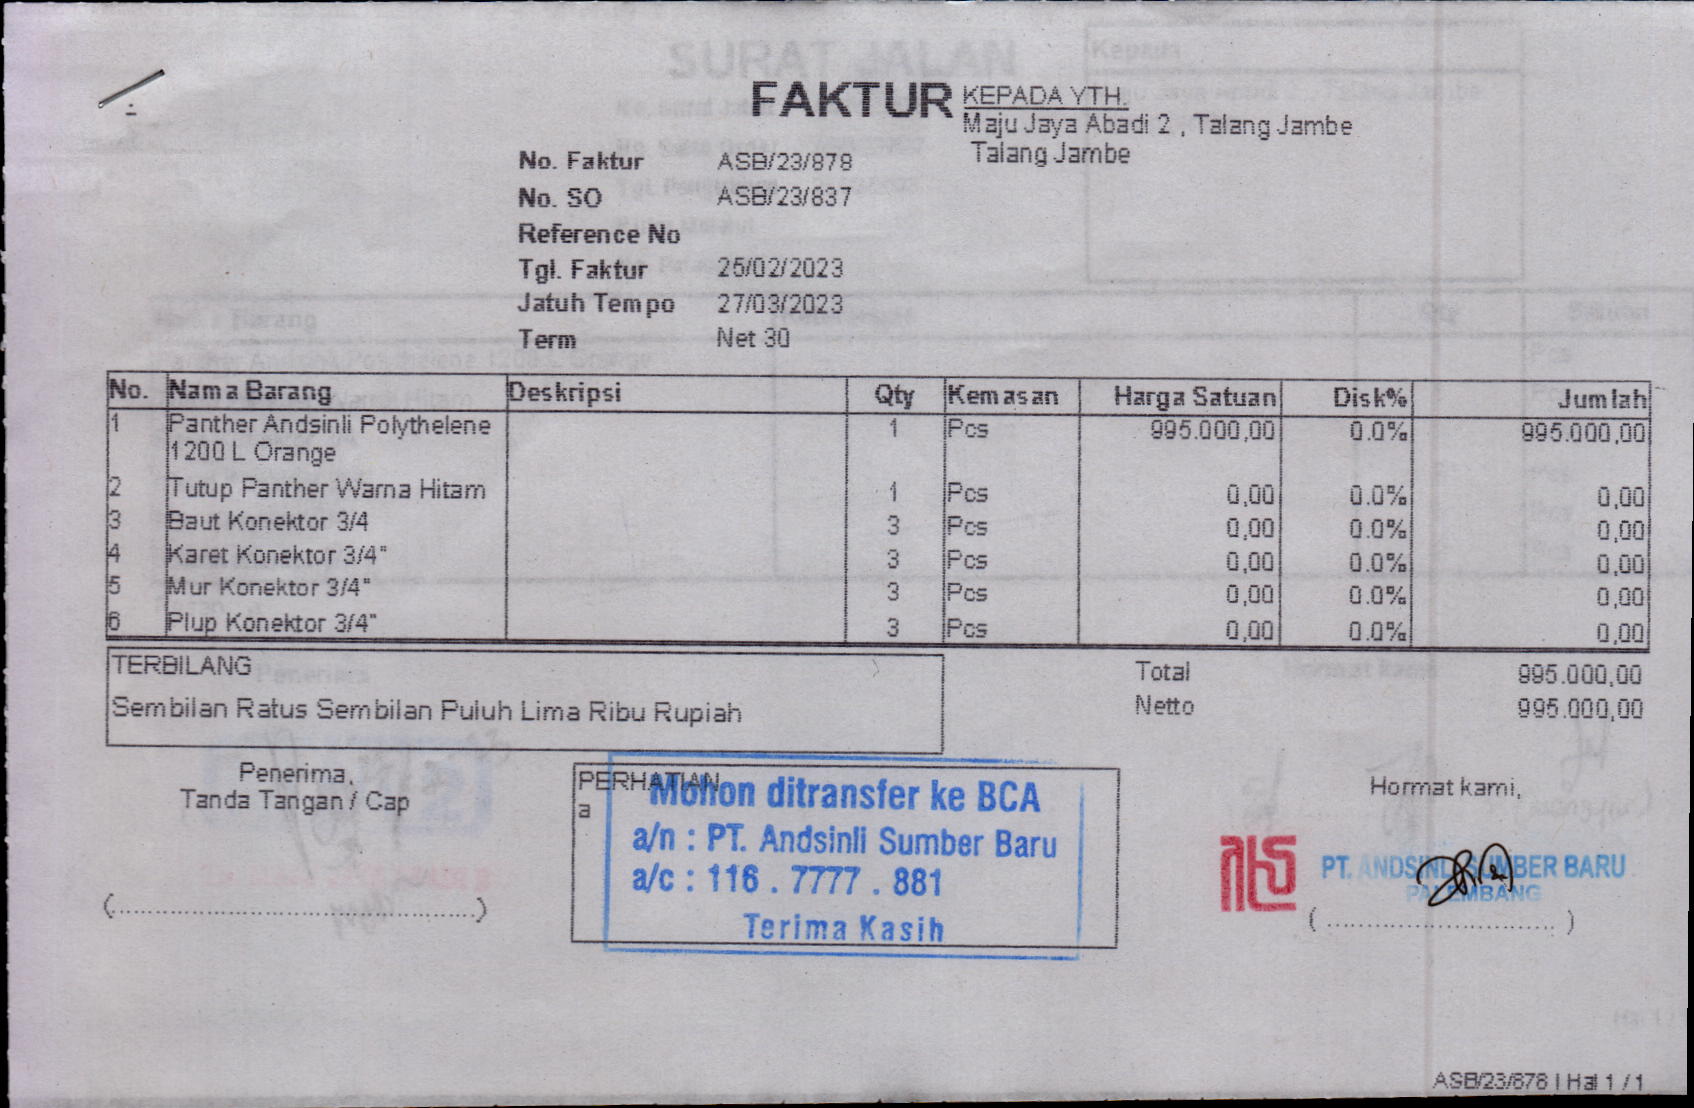 FAKTUR
KEPADA YTH.
Maju Jaya Abadi 2 , Talang Jambe
Talang Jambe
No. Faktur ASB/23/878
No. SO ASB/23/837
Reference No
Tgl. Faktur 25/02/2023
Jatuh Tempo 27/03/2023
Term Net 30
No. Nama Barang Deskripsi Qty Kemasan Harga Satuan Disk% Jumlah
1 Panther Andsinli Polythelene 1 Pcs 995.000,00 0.0% 995.000,00
1200 L Orange
2 Tutup Panther Warna Hitam 1 Pcs 0,00 0.0% 0,00
3 Baut Konektor 3/4 3 Pcs 0,00 0.0% 0,00
4 Karet Konektor 3/4" 3 Pcs 0,00 0.0% 0,00
5 Mur Konektor 3/4" 3 Pcs 0,00 0.0% 0,00
6 Plup Konektor 3/4" 3 Pcs 0,00 0.0% 0,00
TERBILANG
Sembilan Ratus Sembilan Puluh Lima Ribu Rupiah
Total 995.000,00
Netto 995.000,00
Penerima,
Tanda Tangan / Cap
(..........................................................)
PERHATIAN
a
Mohon ditransfer ke BCA
a/n : PT. Andsinli Sumber Baru
a/c : 116 . 7777 . 881
Terima Kasih
Hormat kami,
PT. ANDSINLI SUMBER BARU
PALEMBANG
( .................................... )
ASB/23/878 | Hal 1 / 1